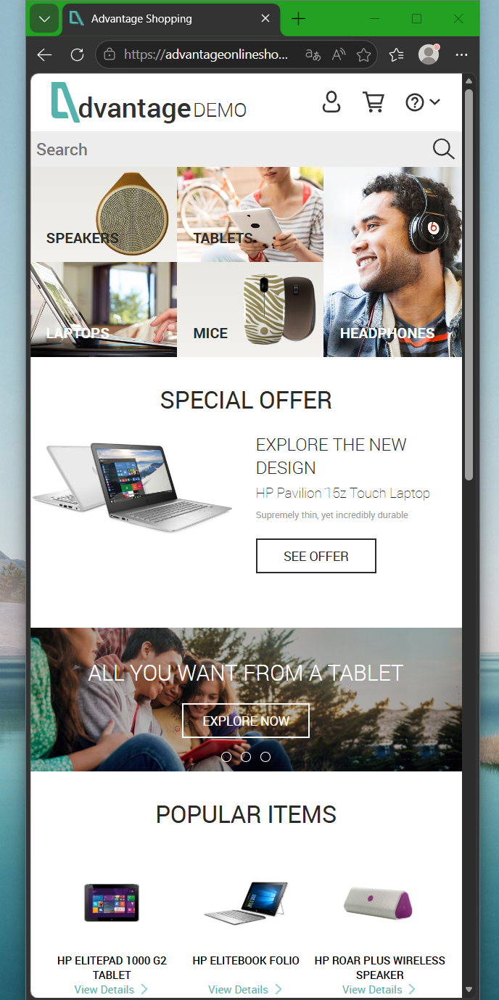 Advantage Shopping
https://advantageonlinesho...
dvantage DEMO
Search
SPEAKERS
TABLETS
LAPTOPS
MICE
HEADPHONES
SPECIAL OFFER
EXPLORE THE NEW
DESIGN
HP Pavilion 15z Touch Laptop
Supremely thin, yet incredibly durable
SEE OFFER
ALL YOU WANT FROM A TABLET
EXPLORE NOW
POPULAR ITEMS
HP ELITEPAD 1000 G2
TABLET
View Details
HP ELITEBOOK FOLIO
View Details
HP ROAR PLUS WIRELESS
SPEAKER
View Details